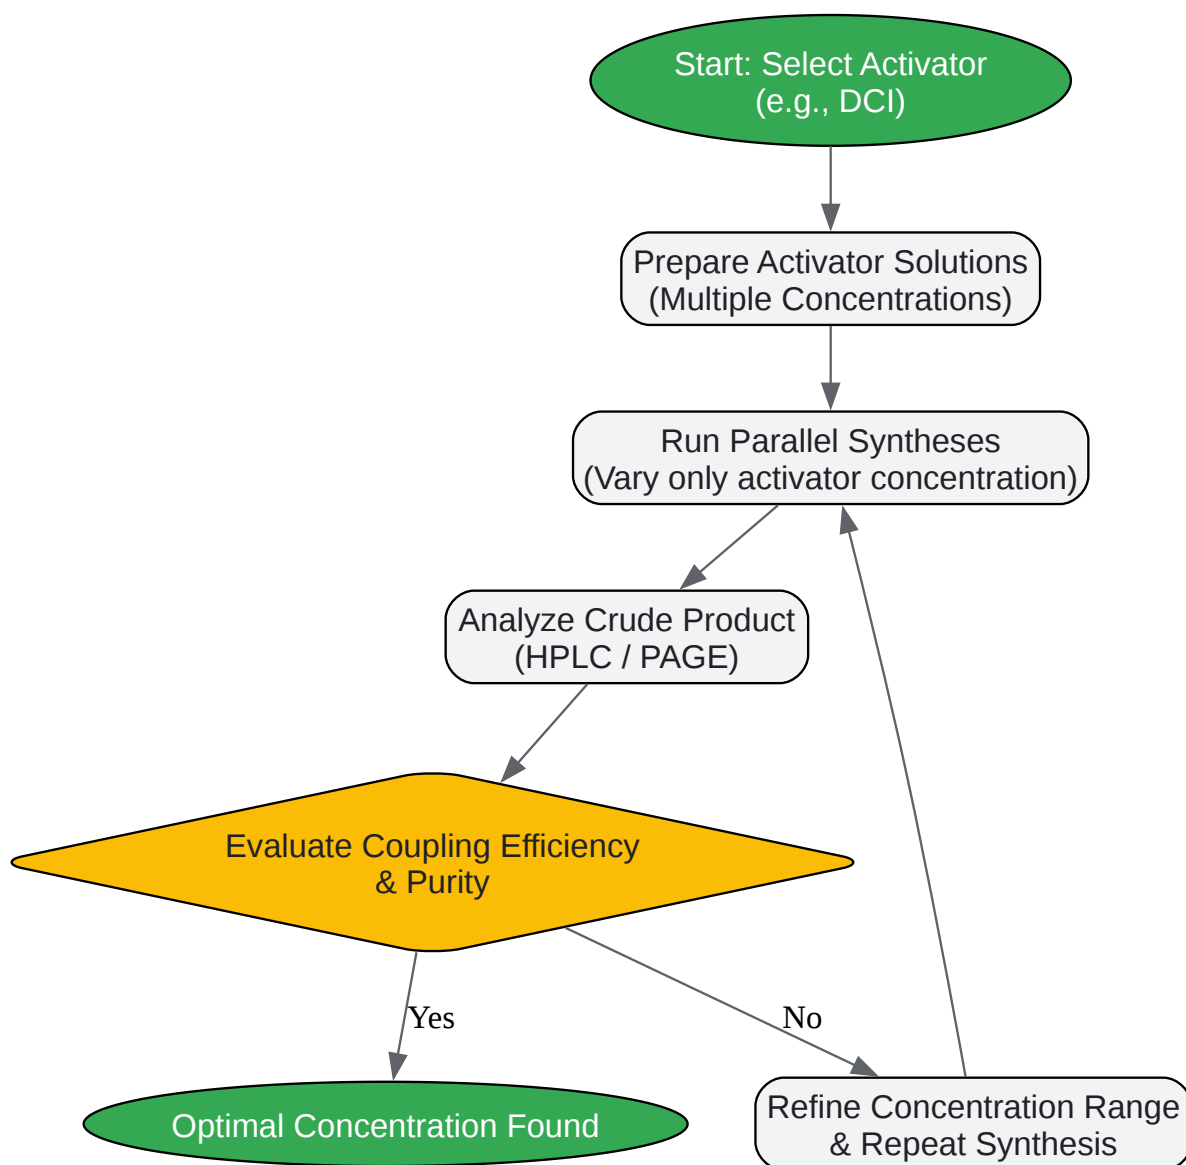 Start: Select Activator
(e.g., DCI)
Prepare Activator Solutions
(Multiple Concentrations)
Run Parallel Syntheses
(Vary only activator concentration)
Analyze Crude Product
(HPLC / PAGE)
Evaluate Coupling Efficiency
& Purity
Yes
No
Optimal Concentration Found
Refine Concentration Range
& Repeat Synthesis